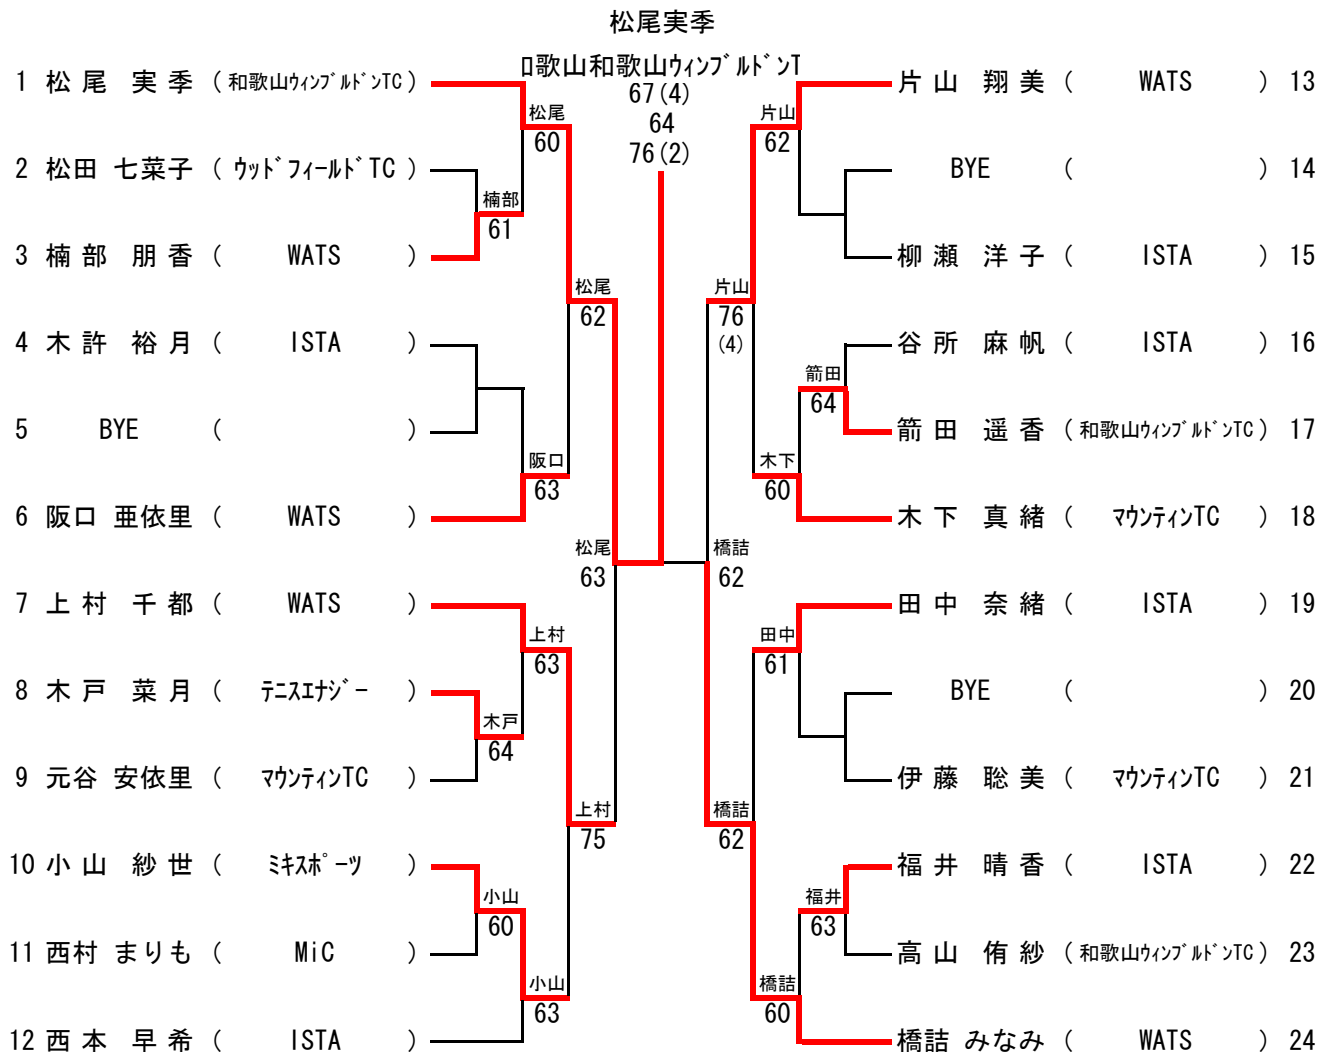 松尾実季
口歌山和歌山ウィンブルドンT
67(4)
64
76(2)
1 松尾 実季 (和歌山ウィンブルドンTC)
2 松田 七菜子 (ウッドフィールドTC)
3 楠部 朋香 ( WATS )
4 木許 裕月 ( ISTA )
5 BYE ( )
6 阪口 亜依里 ( WATS )
7 上村 千都 ( WATS )
8 木戸 菜月 ( テニスエナジー )
9 元谷 安依里 ( マウンティンTC )
10 小山 紗世 ( ミキスポーツ )
11 西村 まりも ( MiC )
12 西本 早希 ( ISTA )
楠部
61
松尾
60
阪口
63
松尾
62
木戸
64
上村
63
小山
60
小山
63
上村
75
松尾
63
片山
62
箭田
64
木下
60
片山
76
(4)
田中
61
福井
63
橋詰
60
橋詰
62
橋詰
62
片山 翔美 ( WATS ) 13
BYE ( ) 14
柳瀬 洋子 ( ISTA ) 15
谷所 麻帆 ( ISTA ) 16
箭田 遥香 (和歌山ウィンブルドンTC) 17
木下 真緒 ( マウンティンTC ) 18
田中 奈緒 ( ISTA ) 19
BYE ( ) 20
伊藤 聡美 ( マウンティンTC ) 21
福井 晴香 ( ISTA ) 22
高山 侑紗 (和歌山ウィンブルドンTC) 23
橋詰 みなみ ( WATS ) 24